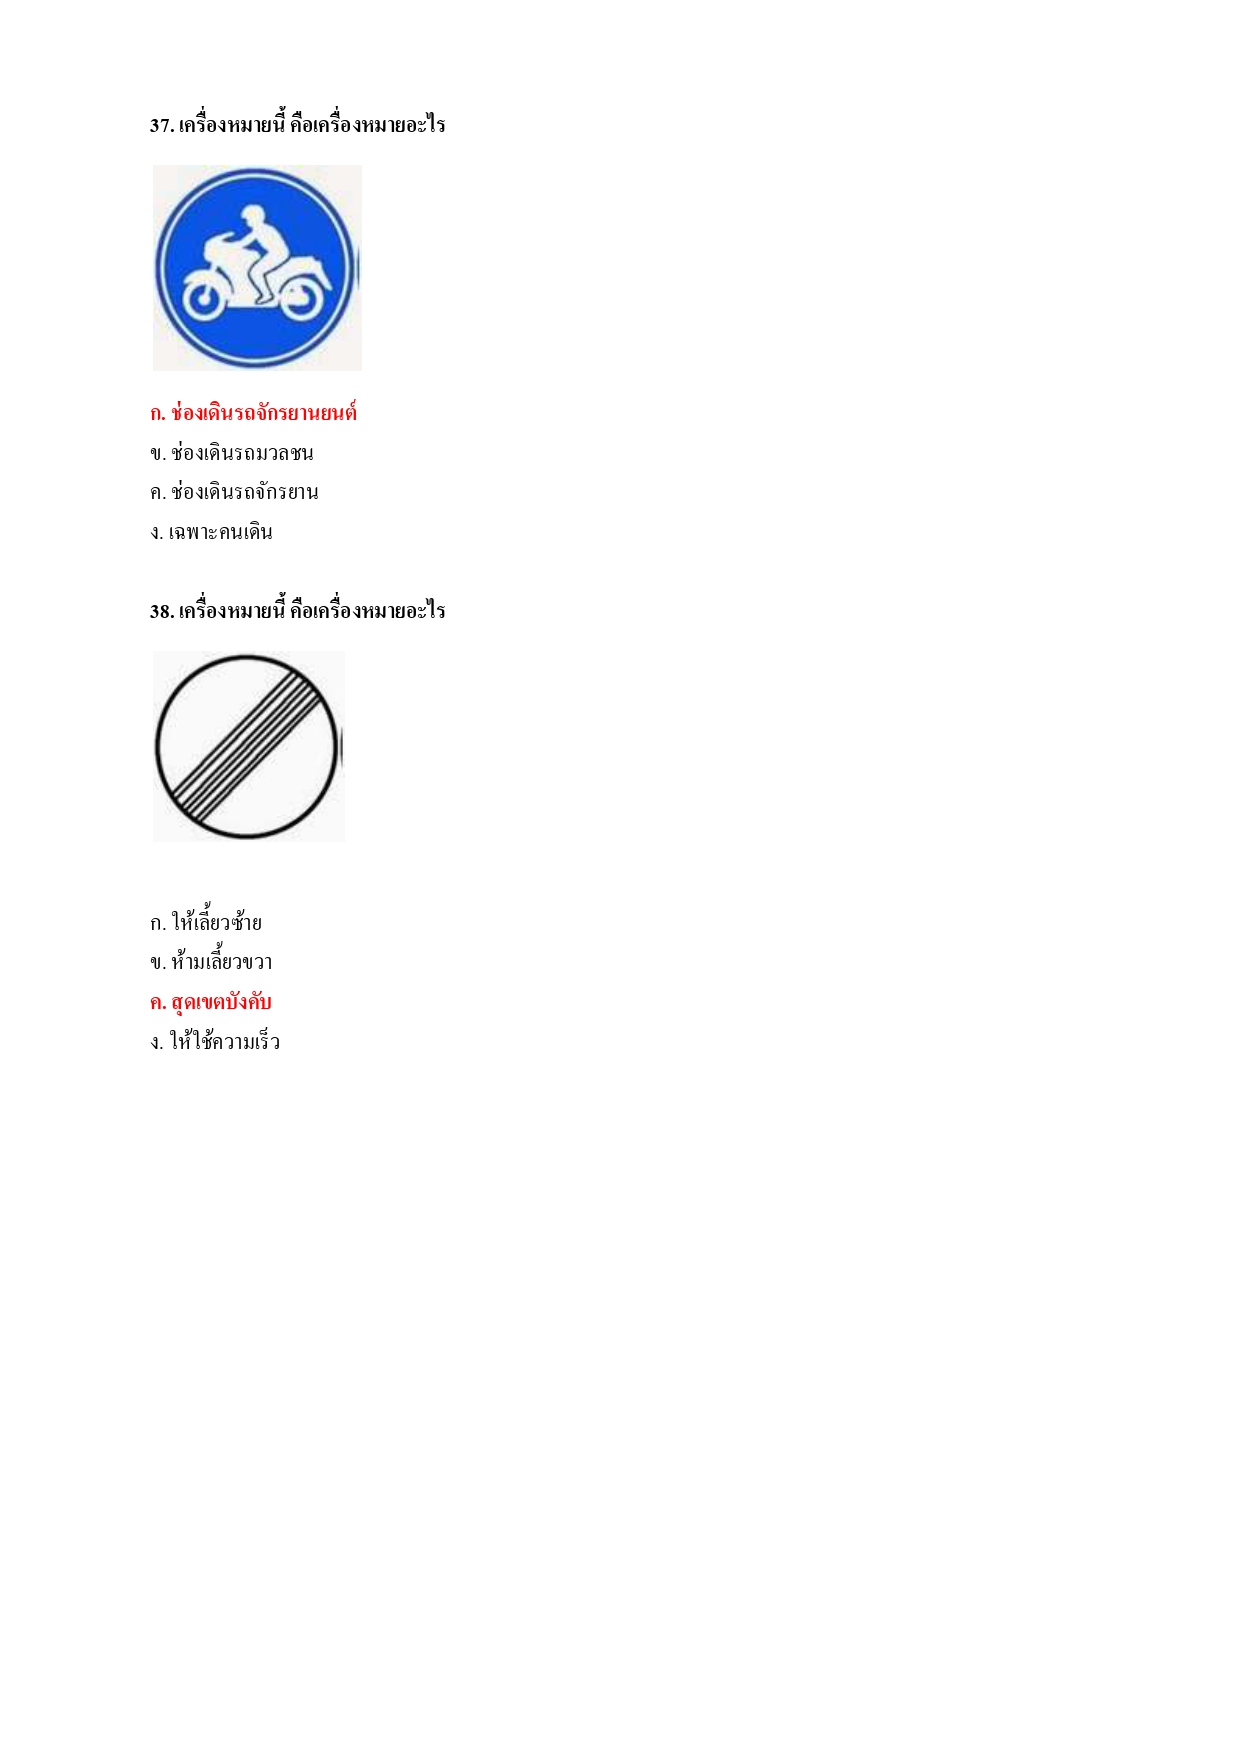 37. เครื่องหมายนี้ คือเครื่องหมายอะไร
ก. ช่องเดินรถจักรยานยนต์
ข. ช่องเดินรถมวลชน
ค. ช่องเดินรถจักรยาน
ง. เฉพาะคนเดิน
38. เครื่องหมายนี้ คือเครื่องหมายอะไร
ก. ให้เลี้ยวซ้าย
ข. ห้ามเลี้ยวขวา
ค. สุดเขตบังคับ
ง. ให้ใช้ความเร็ว